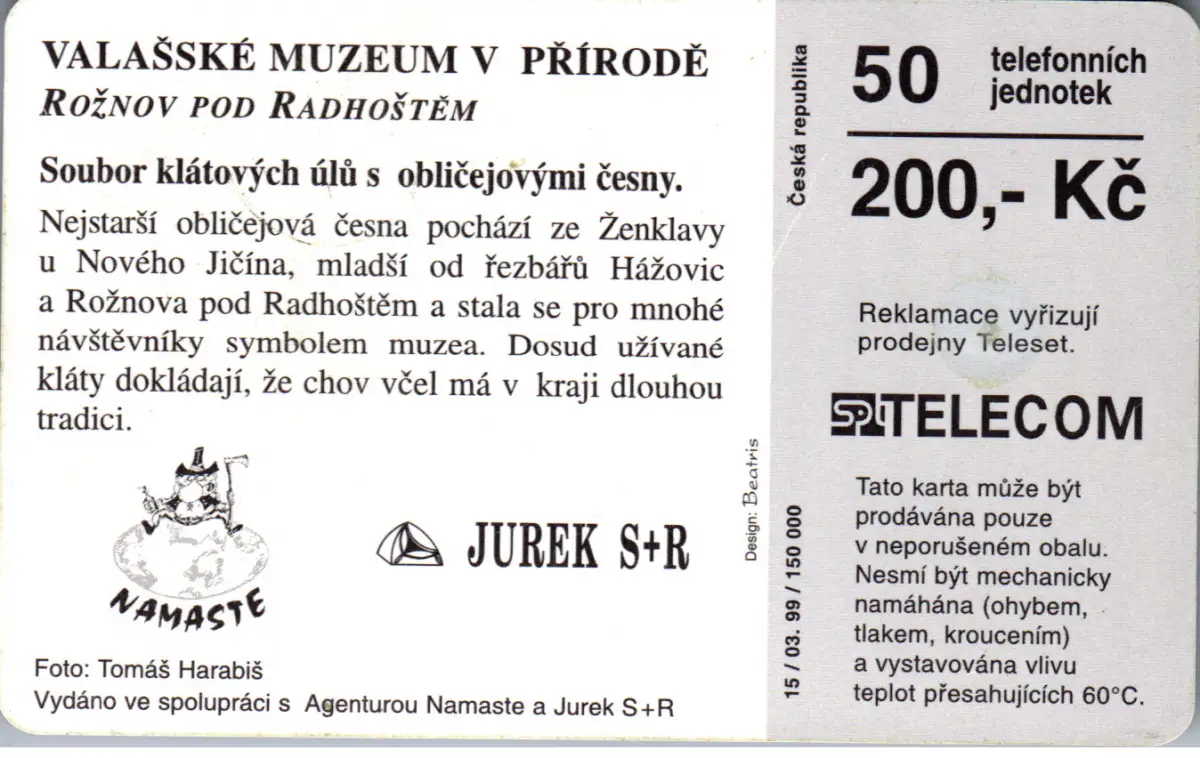 VALAŠSKÉ MUZEUM V PŘÍRODĚ
ROŽNOV POD RADHOŠTĚM
Soubor klátových úlů s obličejovými česny.
Nejstarší obličejová česna pochází ze Ženklavy
u Nového Jičína, mladší od řezbářů Hážovic
a Rožnova pod Radhoštěm a stala se pro mnohé
návštěvníky symbolem muzea. Dosud užívané
kláty dokládají, že chov včel má v kraji dlouhou
tradici.
NAMASTE
JUREK S+R
Design: Beatris
Foto: Tomáš Harabiš
Vydáno ve spolupráci s Agenturou Namaste a Jurek S+R
Česká republika
15 / 03. 99 / 150 000
50 telefonních
jednotek
200,- Kč
Reklamace vyřizují
prodejny Teleset.
SPT TELECOM
Tato karta může být
prodávána pouze
v neporušeném obalu.
Nesmí být mechanicky
namáhána (ohybem,
tlakem, kroucením)
a vystavována vlivu
teplot přesahujících 60°C.